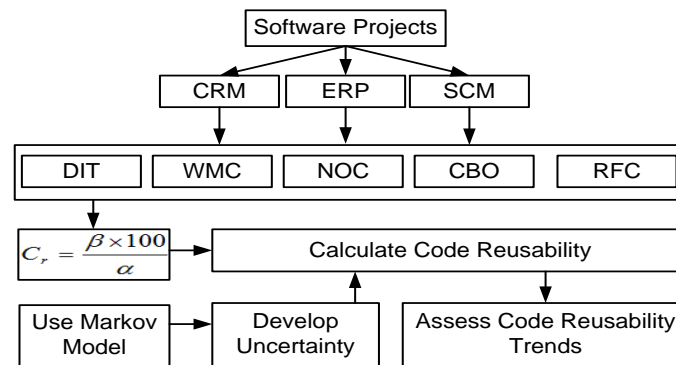 Software Projects
CRM
ERP
SCM
DIT
WMC
NOC
CBO
RFC
C_r = β×100 / α
Calculate Code Reusability
Use Markov
Model
Develop
Uncertainty
Assess Code Reusability
Trends